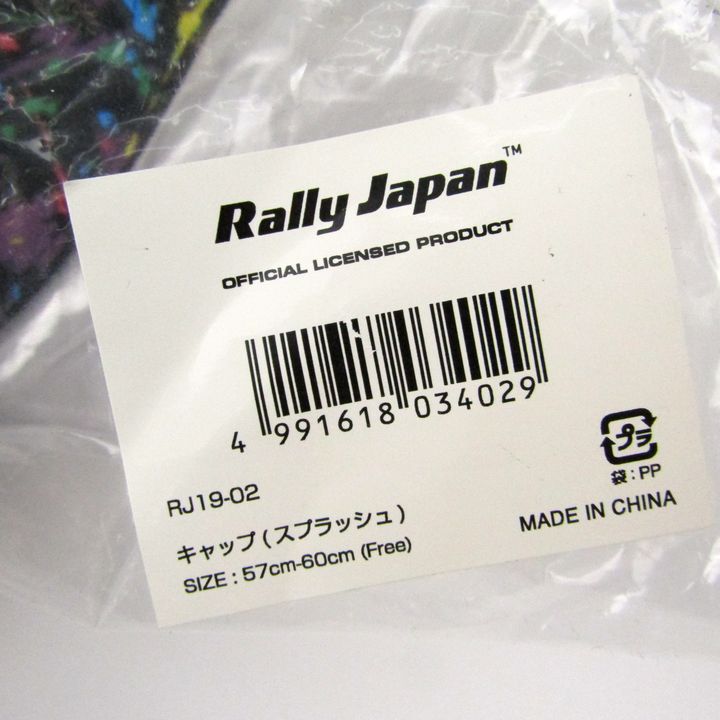 Rally Japan™
OFFICIAL LICENSED PRODUCT
4 991618 034029
RJ19-02
キャップ(スプラッシュ)
SIZE : 57cm-60cm (Free)
プラ
袋 : PP
MADE IN CHINA